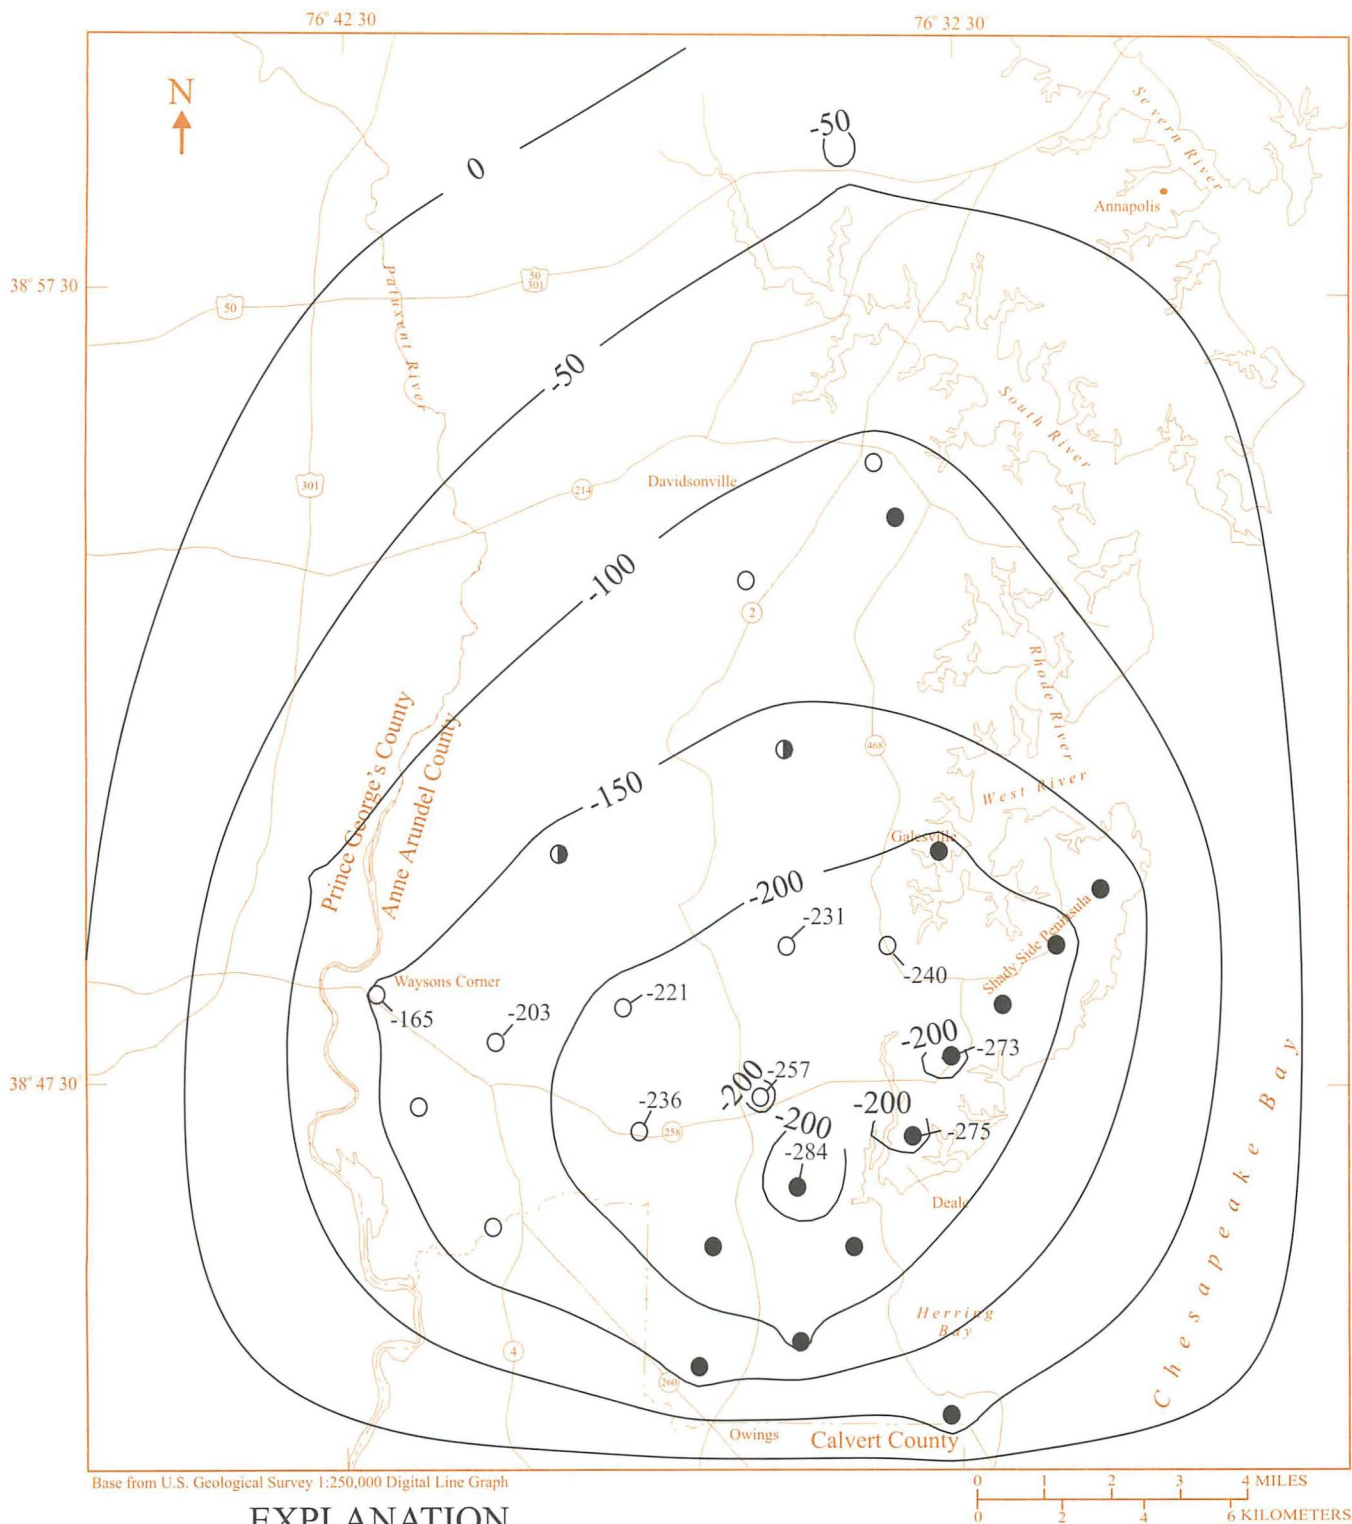 76° 42 30
76° 32 30
N
-50
0
Severn River
Annapolis
38° 57 30
50
50
301
Patuxent River
-50
South River
301
214
Davidsonville
-100
2
Rhode River
Prince George's County
Anne Arundel County
468
West River
-150
Galesville
-200
Shady Side Peninsula
-231
-240
Waysons Corner
-165
-203
-221
-200
-273
38° 47 30
-257
-200
-236
-200
-200
258
-275
-284
Deale
Chesapeake Bay
Herring
Bay
4
260
Owings
Calvert County
Base from U.S. Geological Survey 1:250,000 Digital Line Graph
0 1 2 3 4 MILES
0 2 4 6 KILOMETERS
EXPLANATION